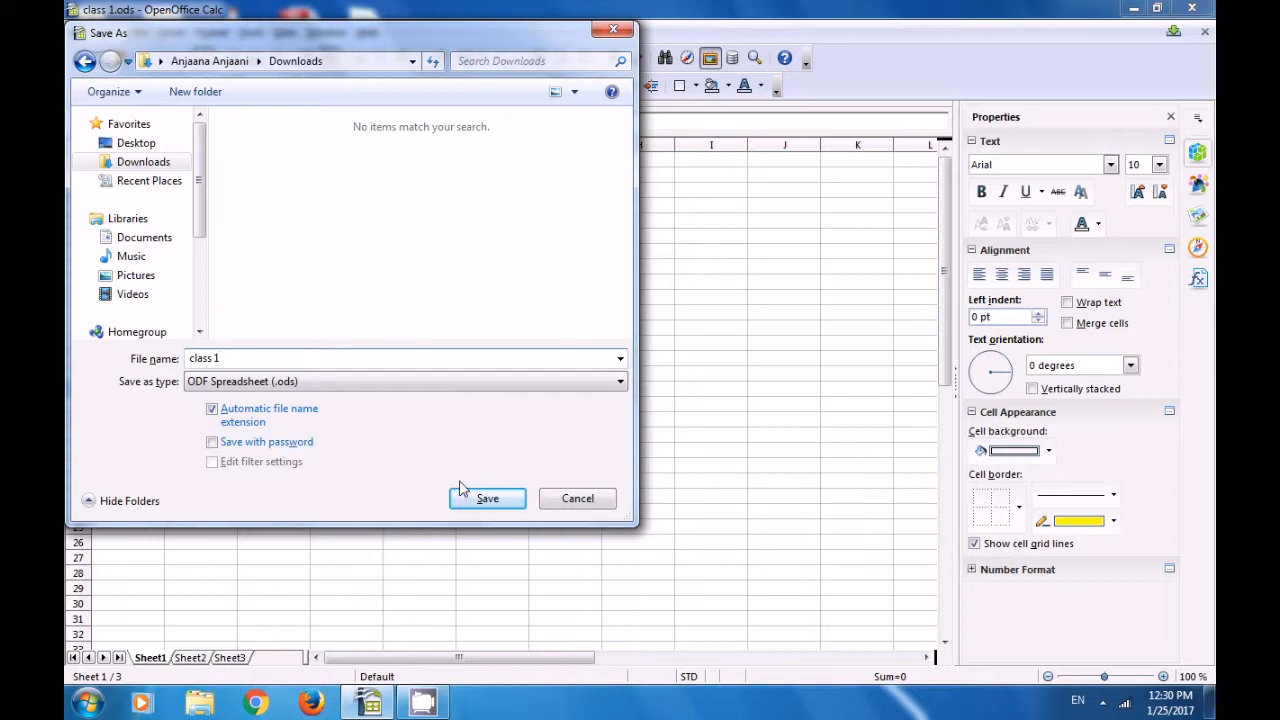 class 1.ods - OpenOffice Calc
Save As
Anjaana Anjaani
Downloads
Search Downloads
Organize
New folder
Favorites
Desktop
Downloads
Recent Places
Libraries
Documents
Music
Pictures
Videos
Homegroup
No items match your search.
File name:
class 1
Save as type:
ODF Spreadsheet (.ods)
Automatic file name
extension
Save with password
Edit filter settings
Hide Folders
Save
Cancel
I J K L
26
27
28
29
30
31
32
Sheet1 Sheet2 Sheet3
Sheet 1 / 3
Default
STD
Sum=0
100 %
Properties
Text
Arial
10
B I U ABC
Alignment
Left indent:
0 pt
Wrap text
Merge cells
Text orientation:
0 degrees
Vertically stacked
Cell Appearance
Cell background:
Cell border:
Show cell grid lines
Number Format
EN
12:30 PM
1/25/2017